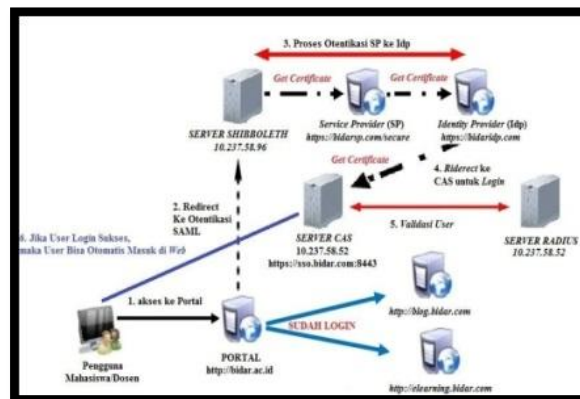 3. Proses Otentikasi SP ke Idp
Get Certificate
Get Certificate
SERVER SHIBBOLETH
10.237.58.96
Service Provider (SP)
https://bidarsp.com/secure
Identity Provider (Idp)
https://bidaridp.com
Get Certificate
4. Riderect ke
CAS untuk Login
2. Redirect
Ke Otentikasi
SAML
5. Validasi User
SERVER CAS
10.237.58.52
https://sso.bidar.com:8443
SERVER RADIUS
10.237.58.52
6. Jika User Login Sukses,
maka User Bisa Otomatis Masuk di Web
1. akses ke Portal
SUDAH LOGIN
http://blog.bidar.com
Pengguna
Mahasiswa/Dosen
PORTAL
http://bidar.ac.id
http://elearning.bidar.com